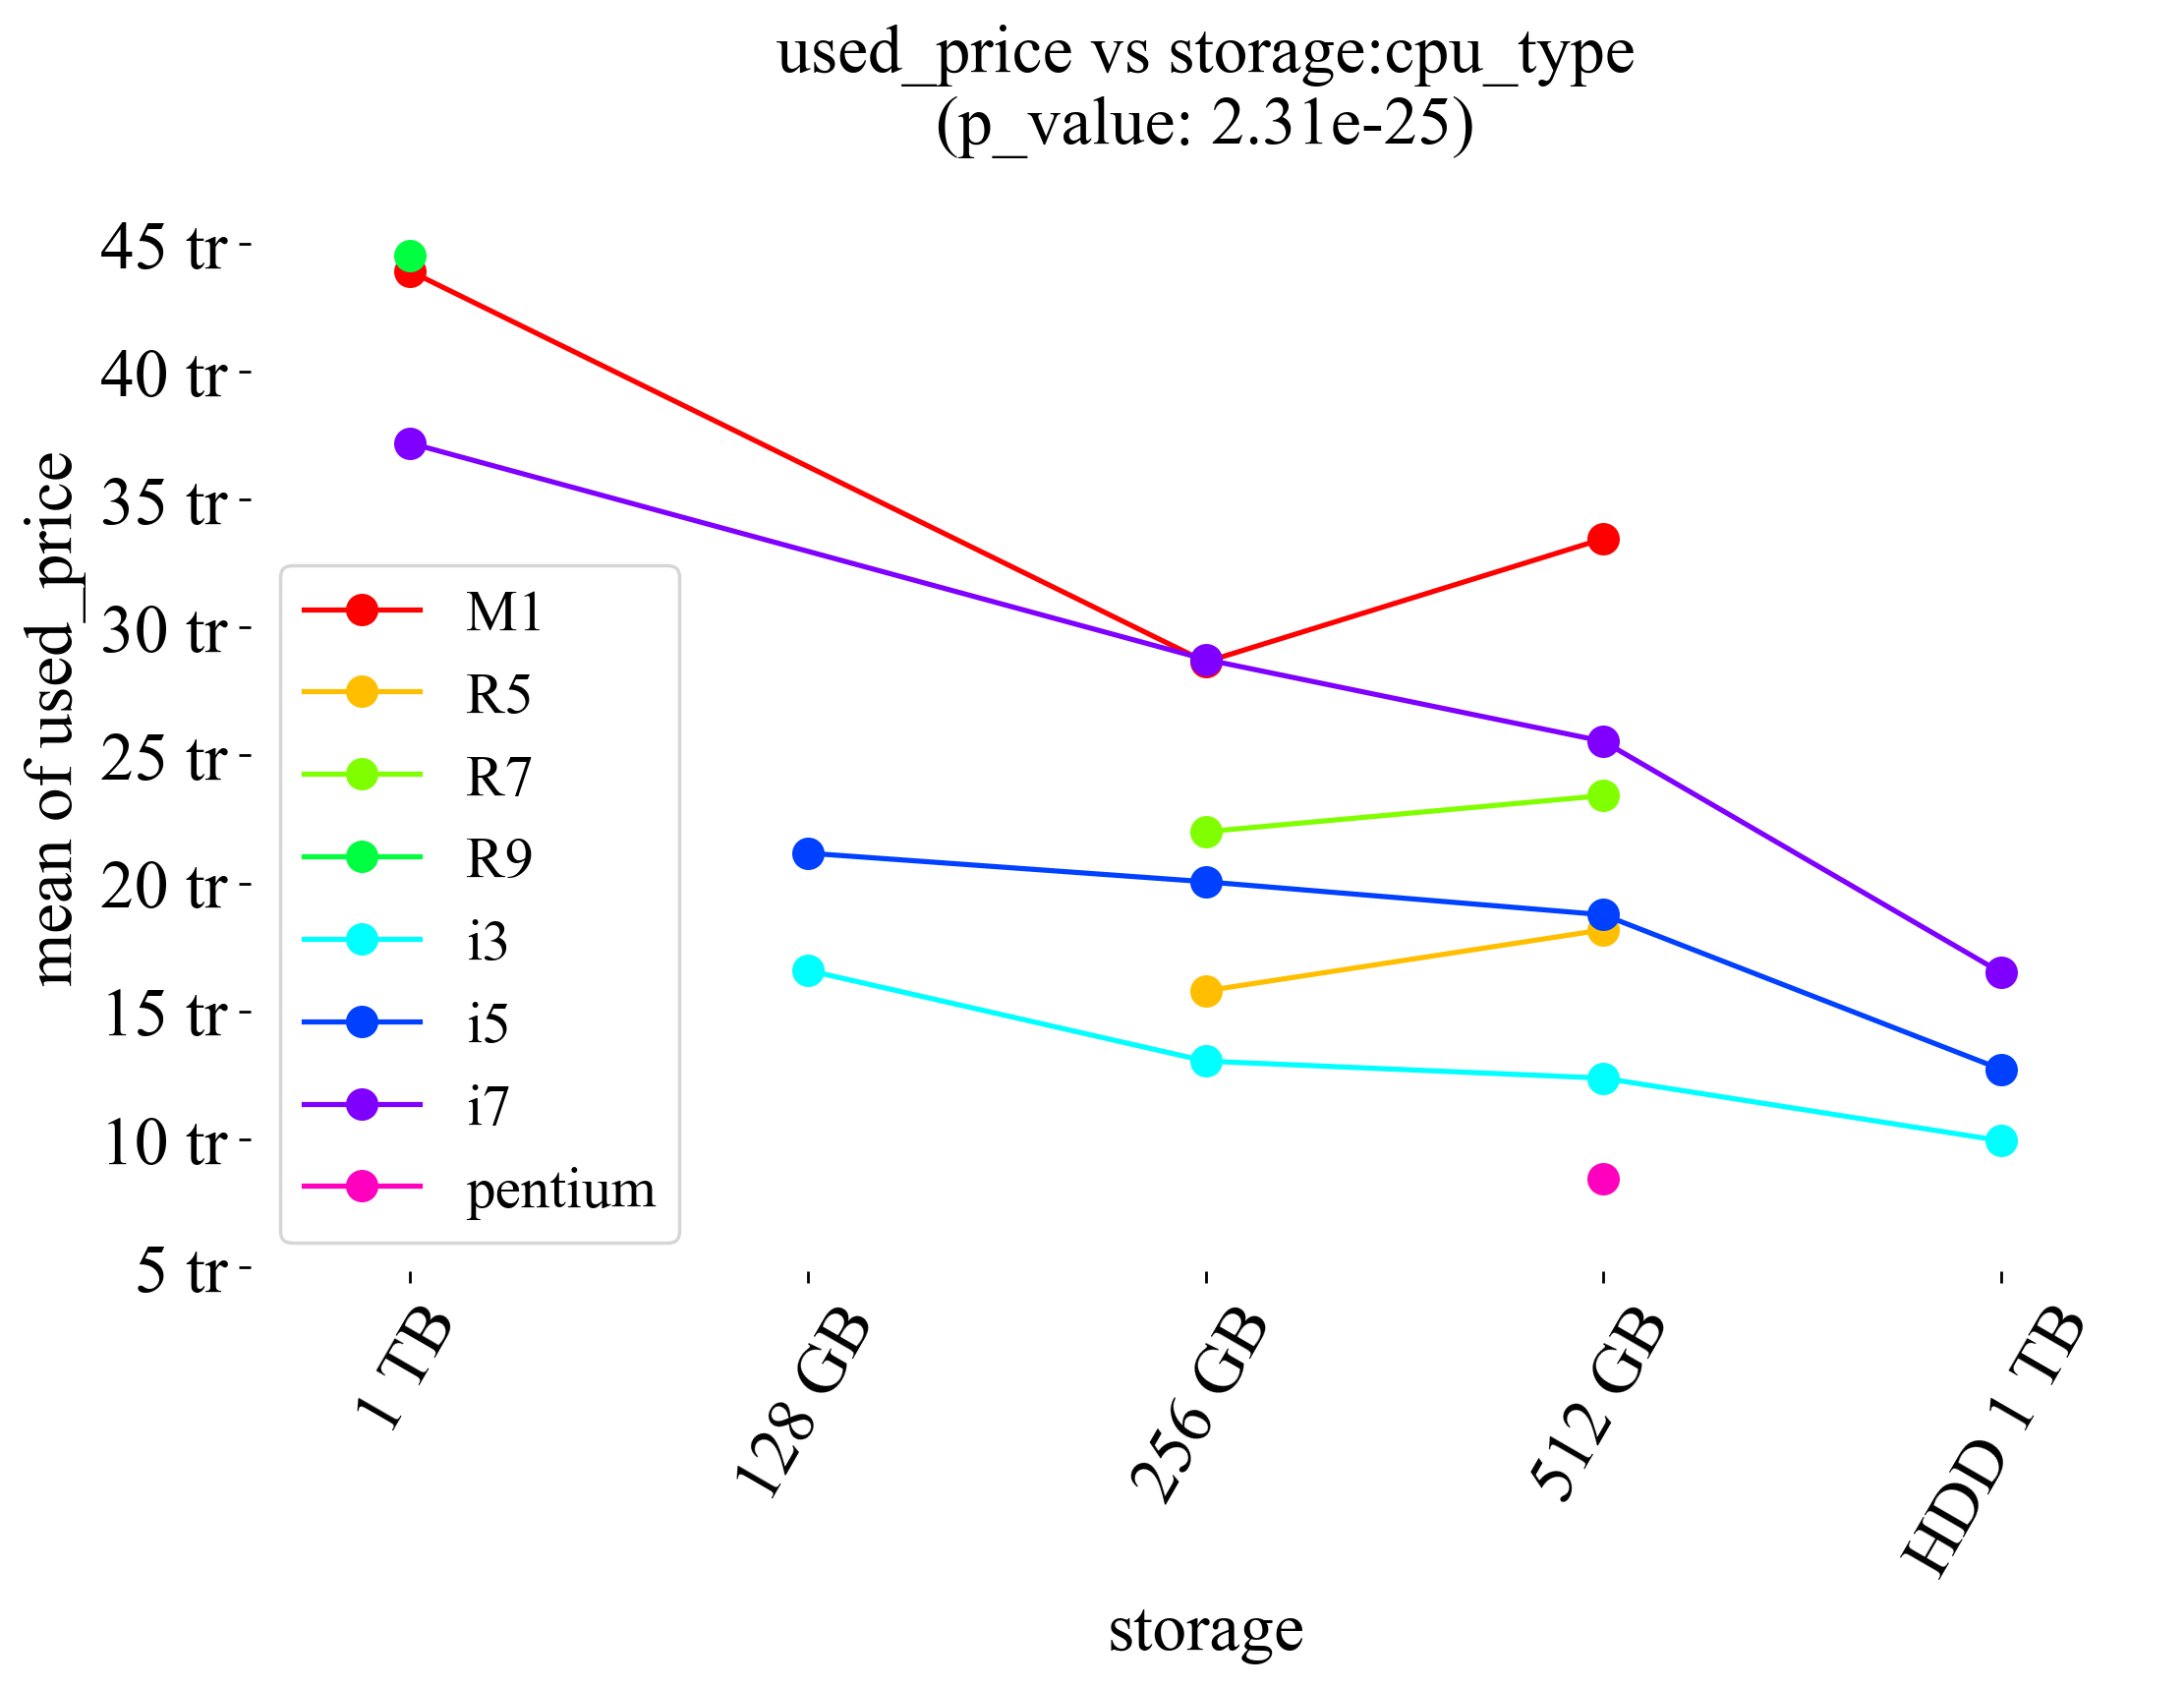 used_price vs storage:cpu_type
(p_value: 2.31e-25)
mean of used_price
45 tr
40 tr
35 tr
30 tr
25 tr
20 tr
15 tr
10 tr
5 tr
M1
R5
R7
R9
i3
i5
i7
pentium
1 TB
128 GB
256 GB
512 GB
HDD 1 TB
storage